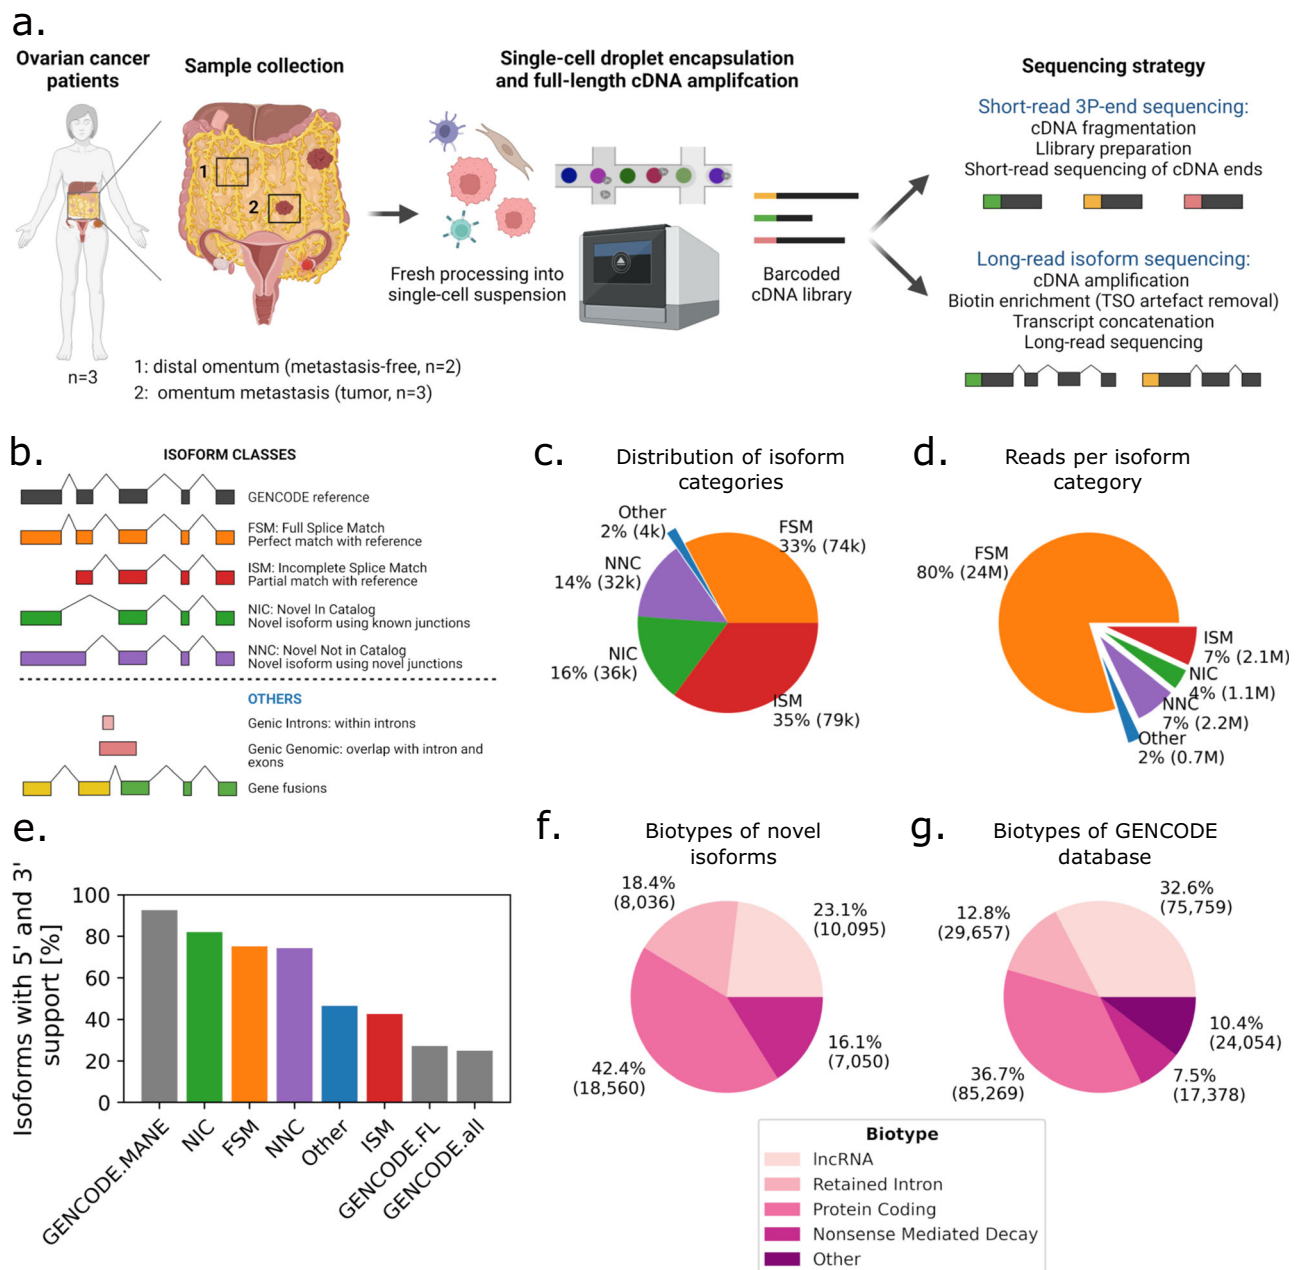 a.
Ovarian cancer
patients
Sample collection
Single-cell droplet encapsulation
and full-length cDNA amplifcation
Sequencing strategy
Short-read 3P-end sequencing:
cDNA fragmentation
Llibrary preparation
Short-read sequencing of cDNA ends
1
2
Fresh processing into
single-cell suspension
Barcoded
cDNA library
Long-read isoform sequencing:
cDNA amplification
Biotin enrichment (TSO artefact removal)
Transcript concatenation
Long-read sequencing
n=3
1: distal omentum (metastasis-free, n=2)
2: omentum metastasis (tumor, n=3)
b.
ISOFORM CLASSES
GENCODE reference
FSM: Full Splice Match
Perfect match with reference
ISM: Incomplete Splice Match
Partial match with reference
NIC: Novel In Catalog
Novel isoform using known junctions
NNC: Novel Not in Catalog
Novel isoform using novel junctions
OTHERS
Genic Introns: within introns
Genic Genomic: overlap with intron and
exons
Gene fusions
c.
Distribution of isoform
categories
Other
2% (4k)
FSM
33% (74k)
NNC
14% (32k)
NIC
16% (36k)
ISM
35% (79k)
d.
Reads per isoform
category
FSM
80% (24M)
ISM
7% (2.1M)
NIC
4% (1.1M)
NNC
7% (2.2M)
Other
2% (0.7M)
e.
Isoforms with 5' and 3'
support [%]
100
80
60
40
20
0
GENCODE.MANE
NIC
FSM
NNC
Other
ISM
GENCODE.FL
GENCODE.all
f.
Biotypes of novel
isoforms
18.4%
(8,036)
23.1%
(10,095)
42.4%
(18,560)
16.1%
(7,050)
g.
Biotypes of GENCODE
database
32.6%
(75,759)
12.8%
(29,657)
36.7%
(85,269)
10.4%
(24,054)
7.5%
(17,378)
Biotype
lncRNA
Retained Intron
Protein Coding
Nonsense Mediated Decay
Other